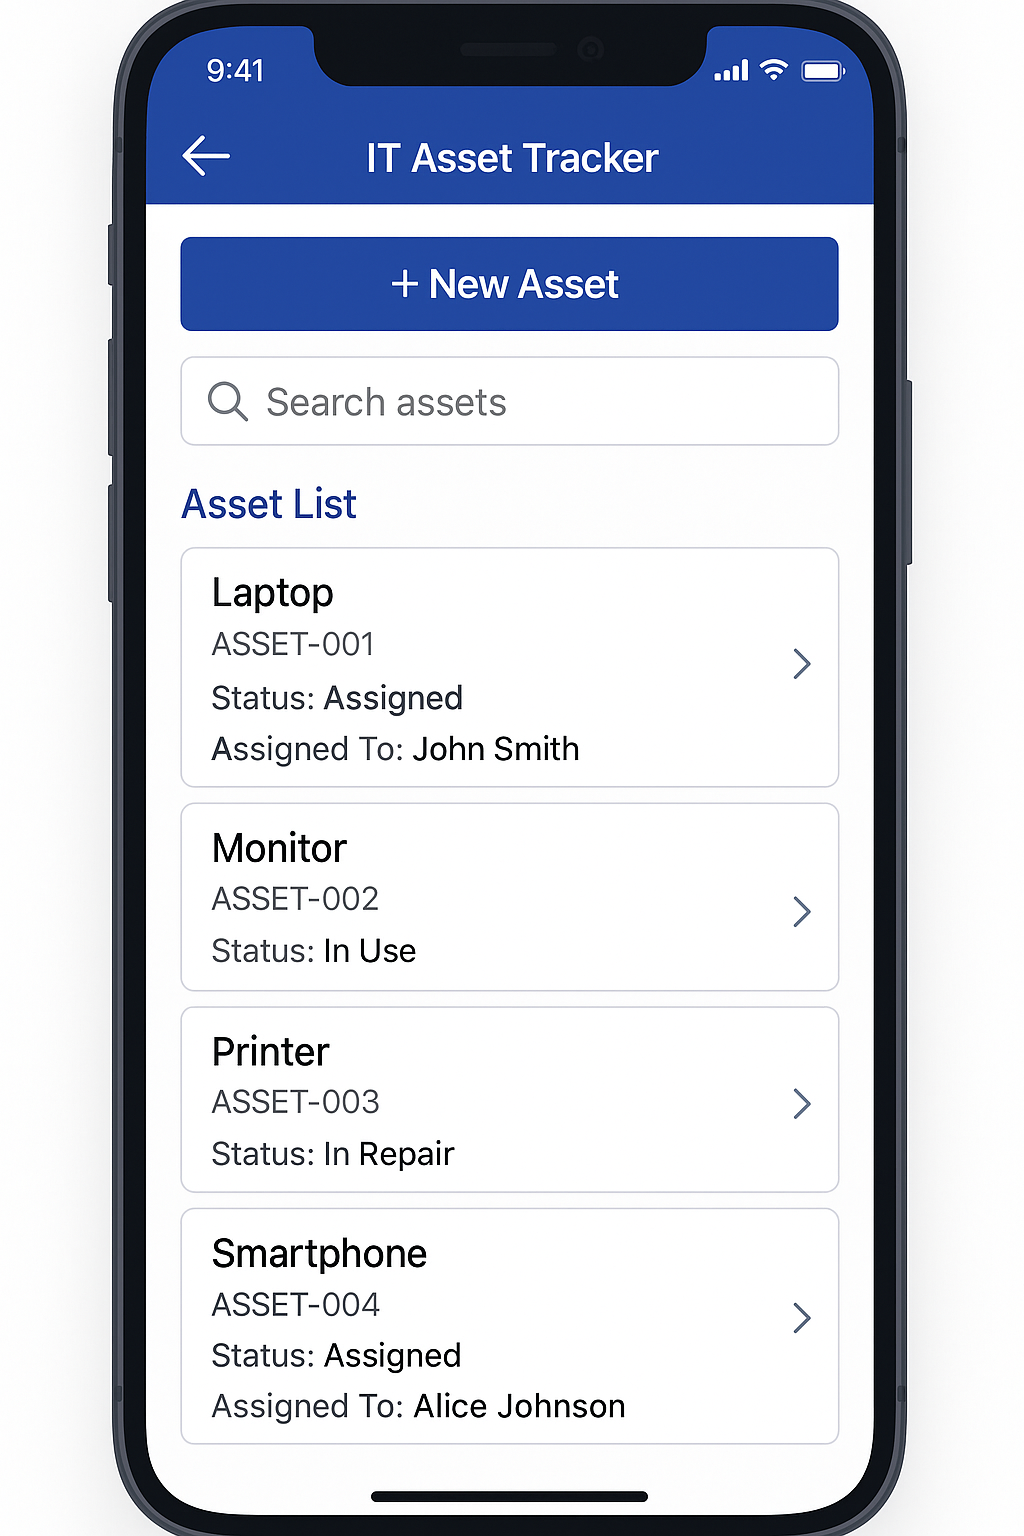 9:41
IT Asset Tracker
+ New Asset
Search assets
Asset List
Laptop
ASSET-001
Status: Assigned
Assigned To: John Smith
Monitor
ASSET-002
Status: In Use
Printer
ASSET-003
Status: In Repair
Smartphone
ASSET-004
Status: Assigned
Assigned To: Alice Johnson